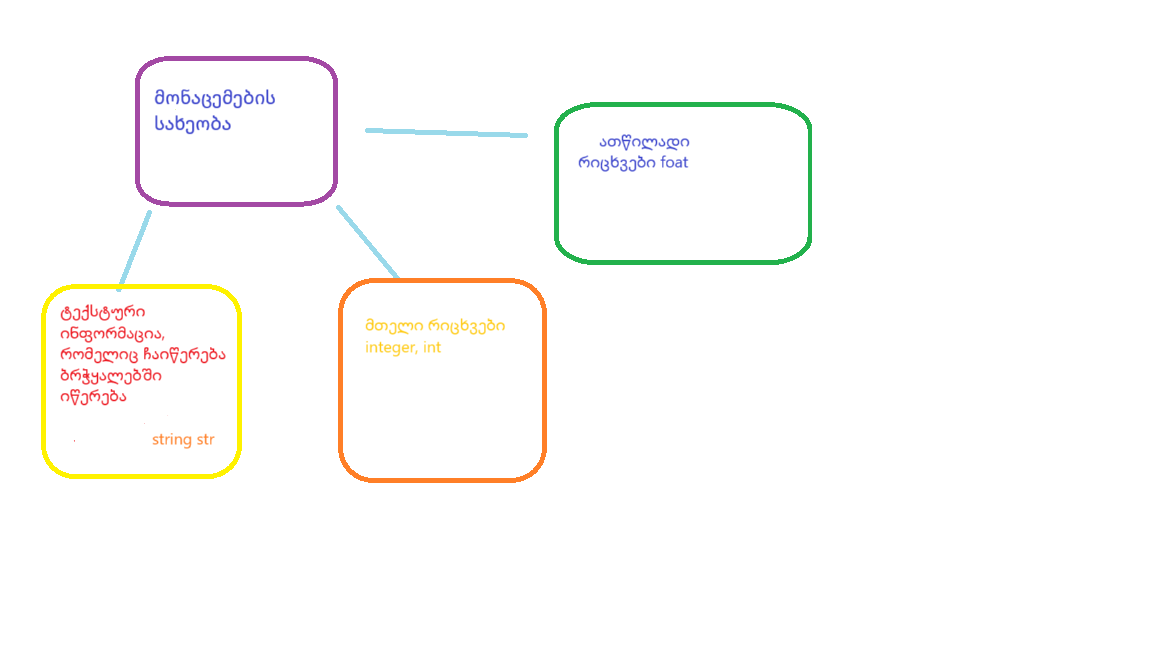 მონაცემების
სახეობა
ათწილადი
რიცხვები foat
ტექსტური
ინფორმაცია,
რომელიც ჩაიწერება
ბრჭყალებში
იწერება
string str
მთელი რიცხვები
integer, int